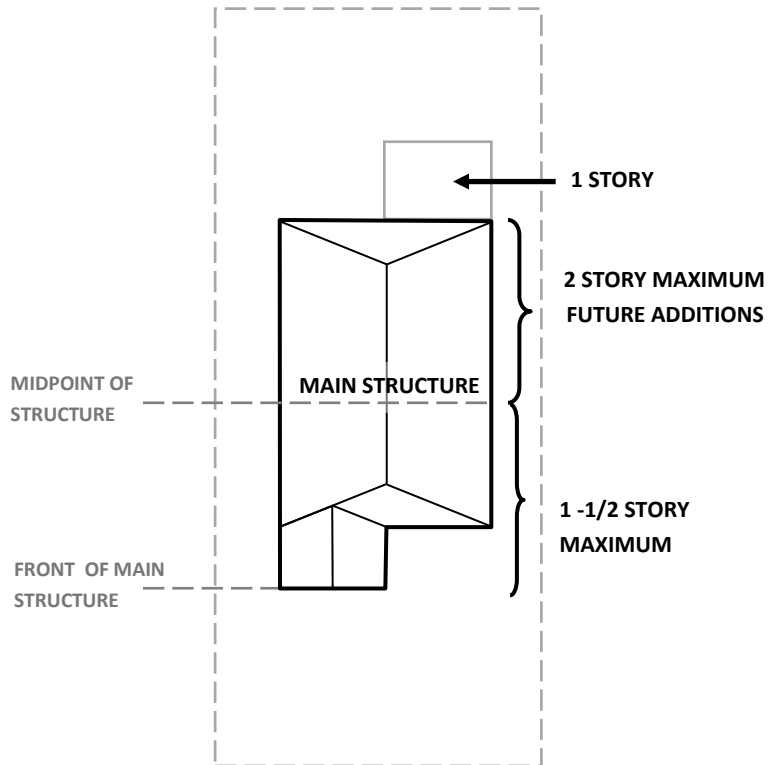 1 STORY
2 STORY MAXIMUM
FUTURE ADDITIONS
MIDPOINT OF
STRUCTURE
MAIN STRUCTURE
1 -1/2 STORY
MAXIMUM
FRONT OF MAIN
STRUCTURE